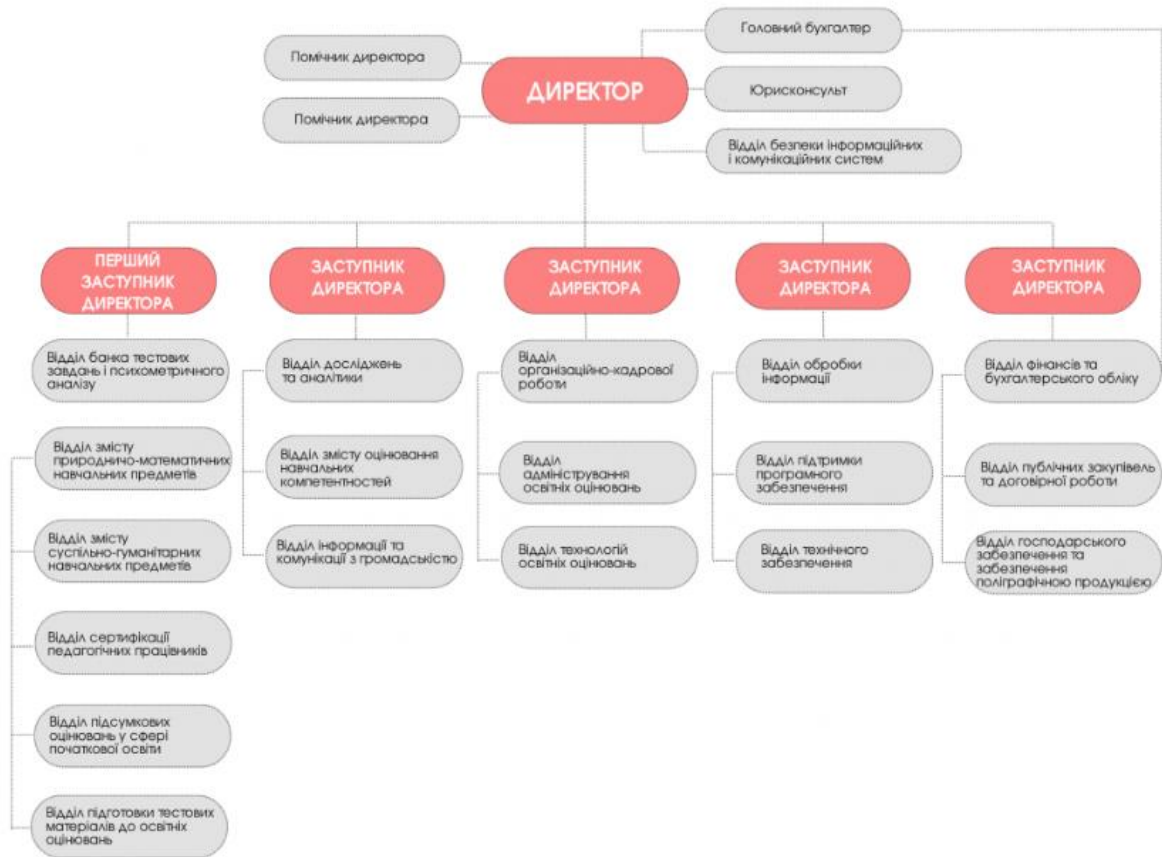 Головний бухгалтер
Помічник директора
ДИРЕКТОР
Юрисконсульт
Помічник директора
Відділ безпеки інформаційних
і комунікаційних систем
ПЕРШИЙ
ЗАСТУПНИК
ДИРЕКТОРА
ЗАСТУПНИК
ДИРЕКТОРА
ЗАСТУПНИК
ДИРЕКТОРА
ЗАСТУПНИК
ДИРЕКТОРА
ЗАСТУПНИК
ДИРЕКТОРА
Відділ банка тестових
завдань і психометричного
аналізу
Відділ змісту
природничо-математичних
навчальних предметів
Відділ змісту
суспільно-гуманітарних
навчальних предметів
Відділ сертифікації
педагогічних працівників
Відділ підсумкових
оцінювань у сфері
початкової освіти
Відділ підготовки тестових
матеріалів до освітніх
оцінювань
Відділ досліджень
та аналітики
Відділ змісту оцінювання
навчальних
компетентностей
Відділ інформації та
комунікації з громадськістю
Відділ
організаційно-кадрової
роботи
Відділ
адміністрування
освітніх оцінювань
Відділ технологій
освітніх оцінювань
Відділ обробки
інформації
Відділ підтримки
програмного
забезпечення
Відділ технічного
забезпечення
Відділ фінансів та
бухгалтерського обліку
Відділ публічних закупівель
та договірної роботи
Відділ господарського
забезпечення та
забезпечення
поліграфічною продукцією